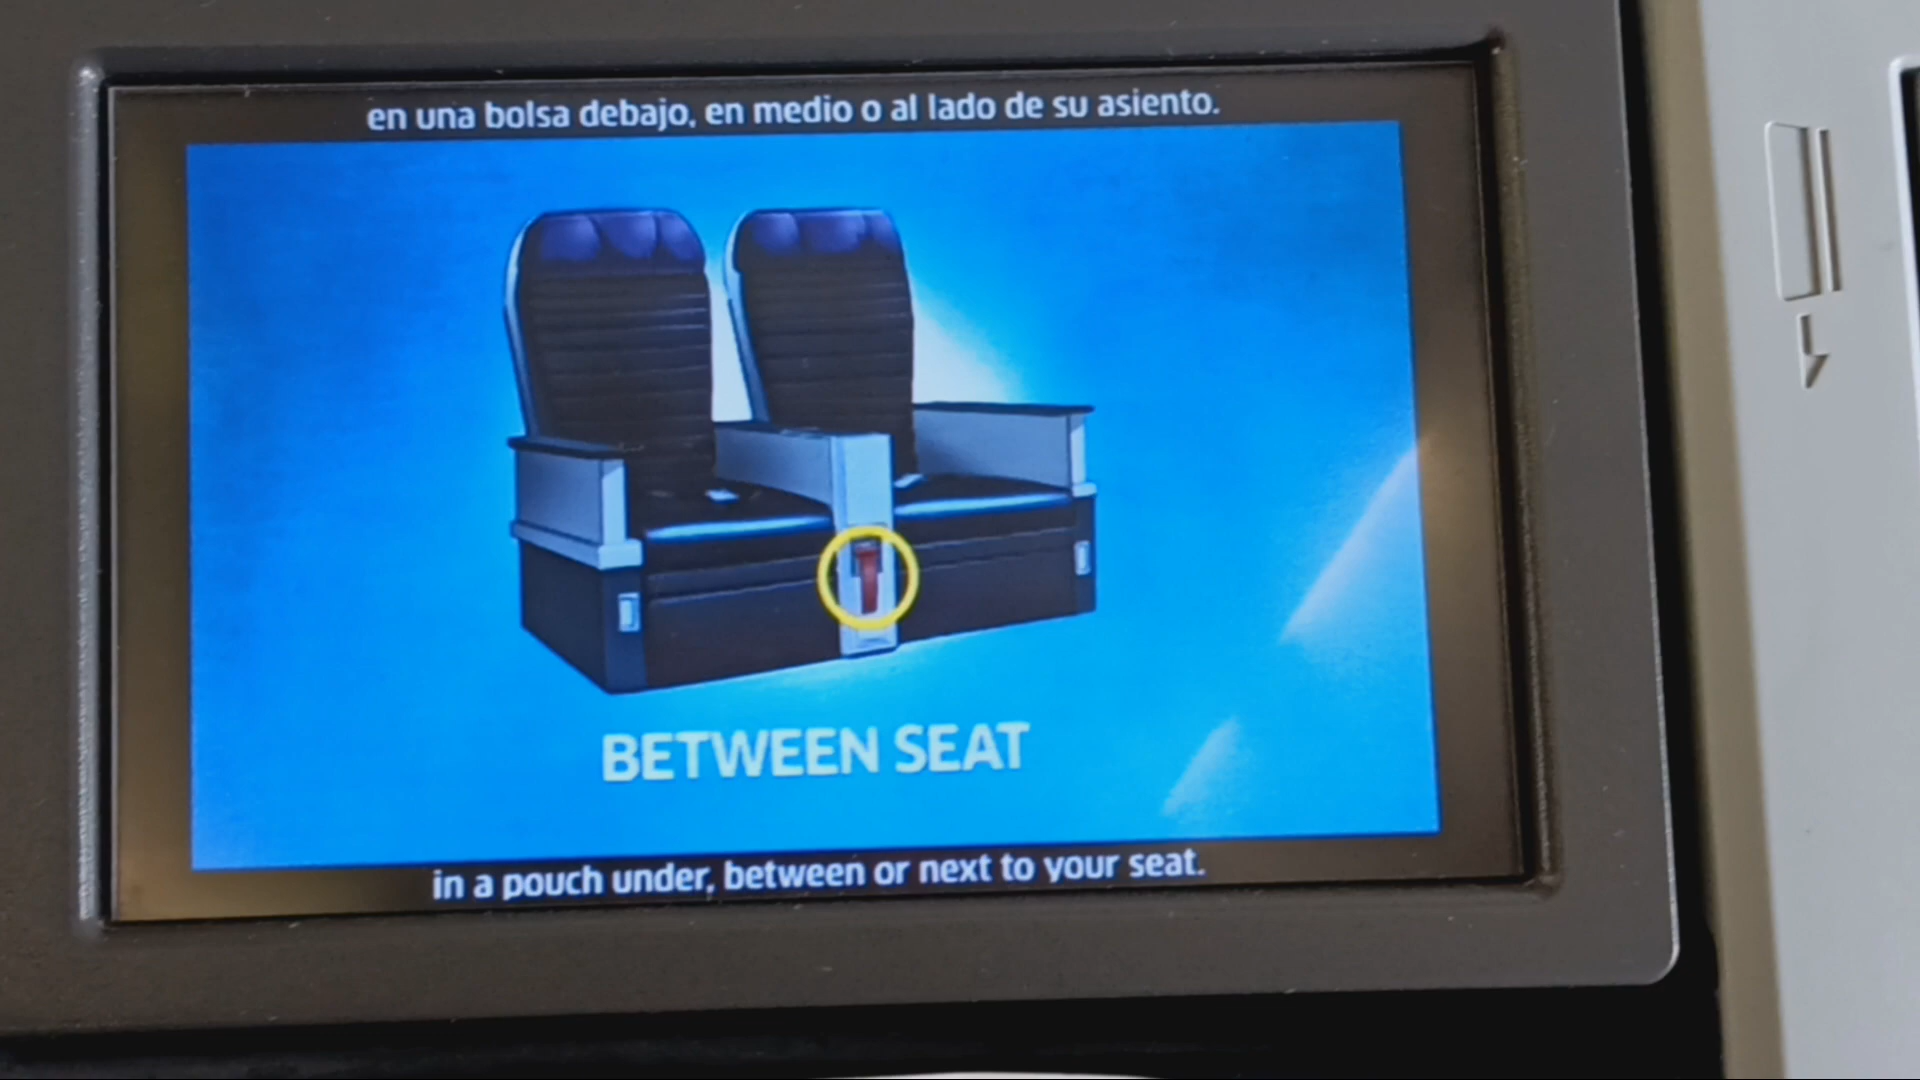 en una bolsa debajo, en medio o al lado de su asiento.
BETWEEN SEAT
in a pouch under, between or next to your seat.